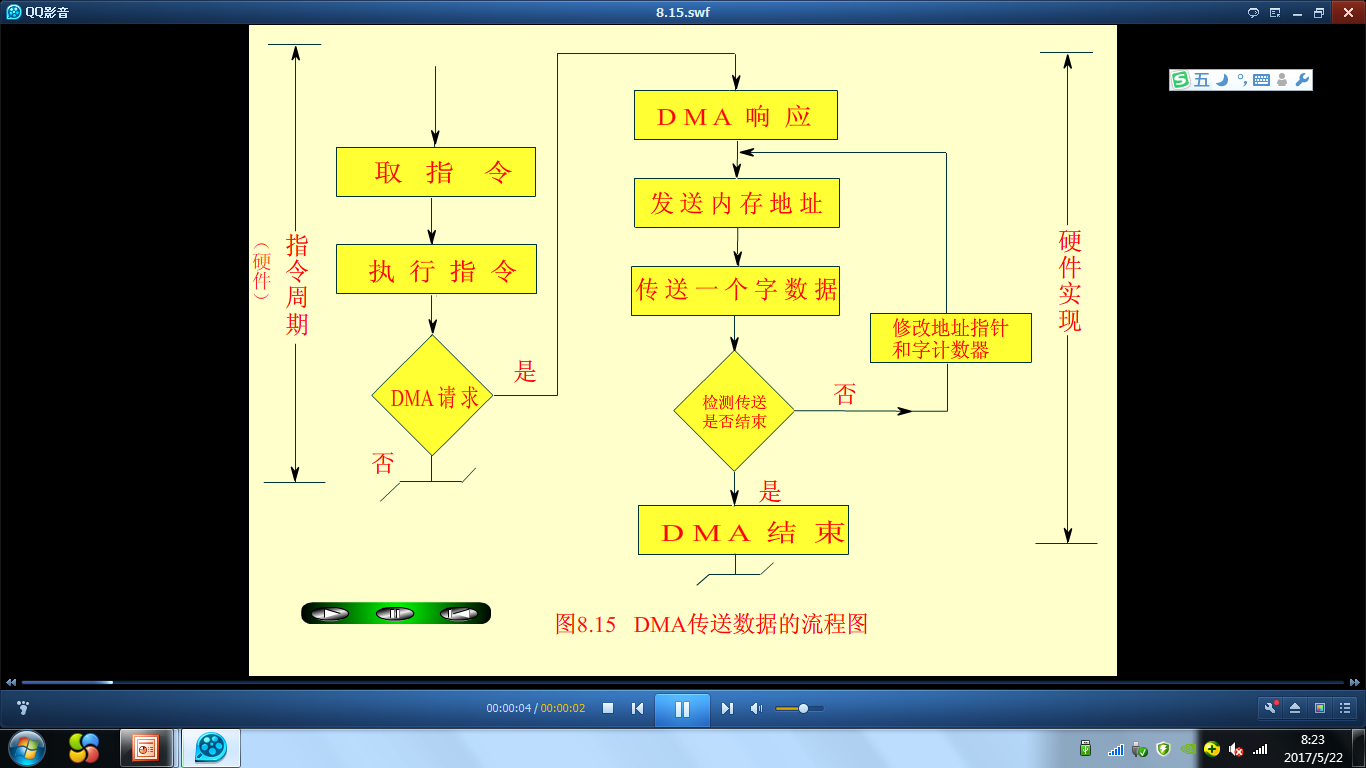 QQ影音
8.15.swf
五
取 指 令
执 行 指 令
DMA请求
是
否
指令周期
（硬件）
DMA 响 应
发送内存地址
传送一个字数据
检测传送
是否结束
否
修改地址指针
和字计数器
是
DMA 结 束
硬件实现
图8.15 DMA传送数据的流程图
00:00:04 / 00:00:02
8:23
2017/5/22